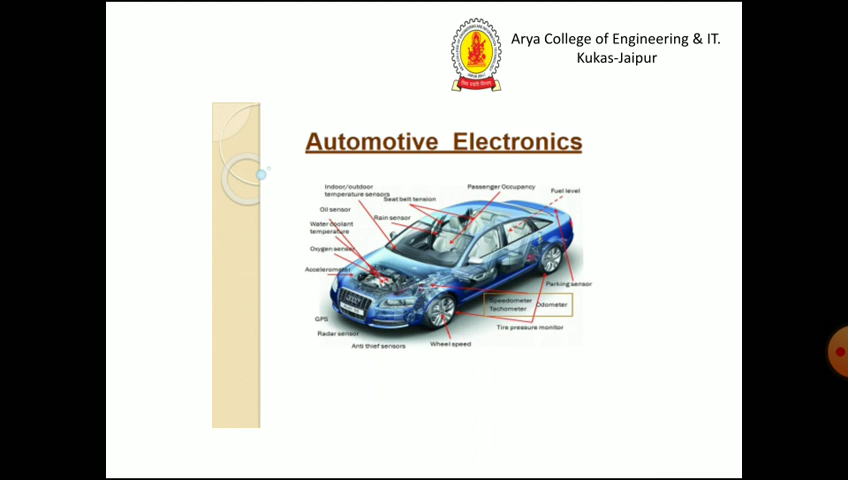 Arya College of Engineering & IT.
Kukas-Jaipur
Automotive Electronics
Indoor/outdoor
temperature sensors
Seat belt tension
Passenger Occupancy
Fuel level
Oil sensor
Rain sensor
Water coolant
temperature
Oxygen sensor
Accelerometer
Parking sensor
Speedometer
Tachometer
Odometer
GPS
Tire pressure monitor
Radar sensor
Anti thief sensors
Wheel speed